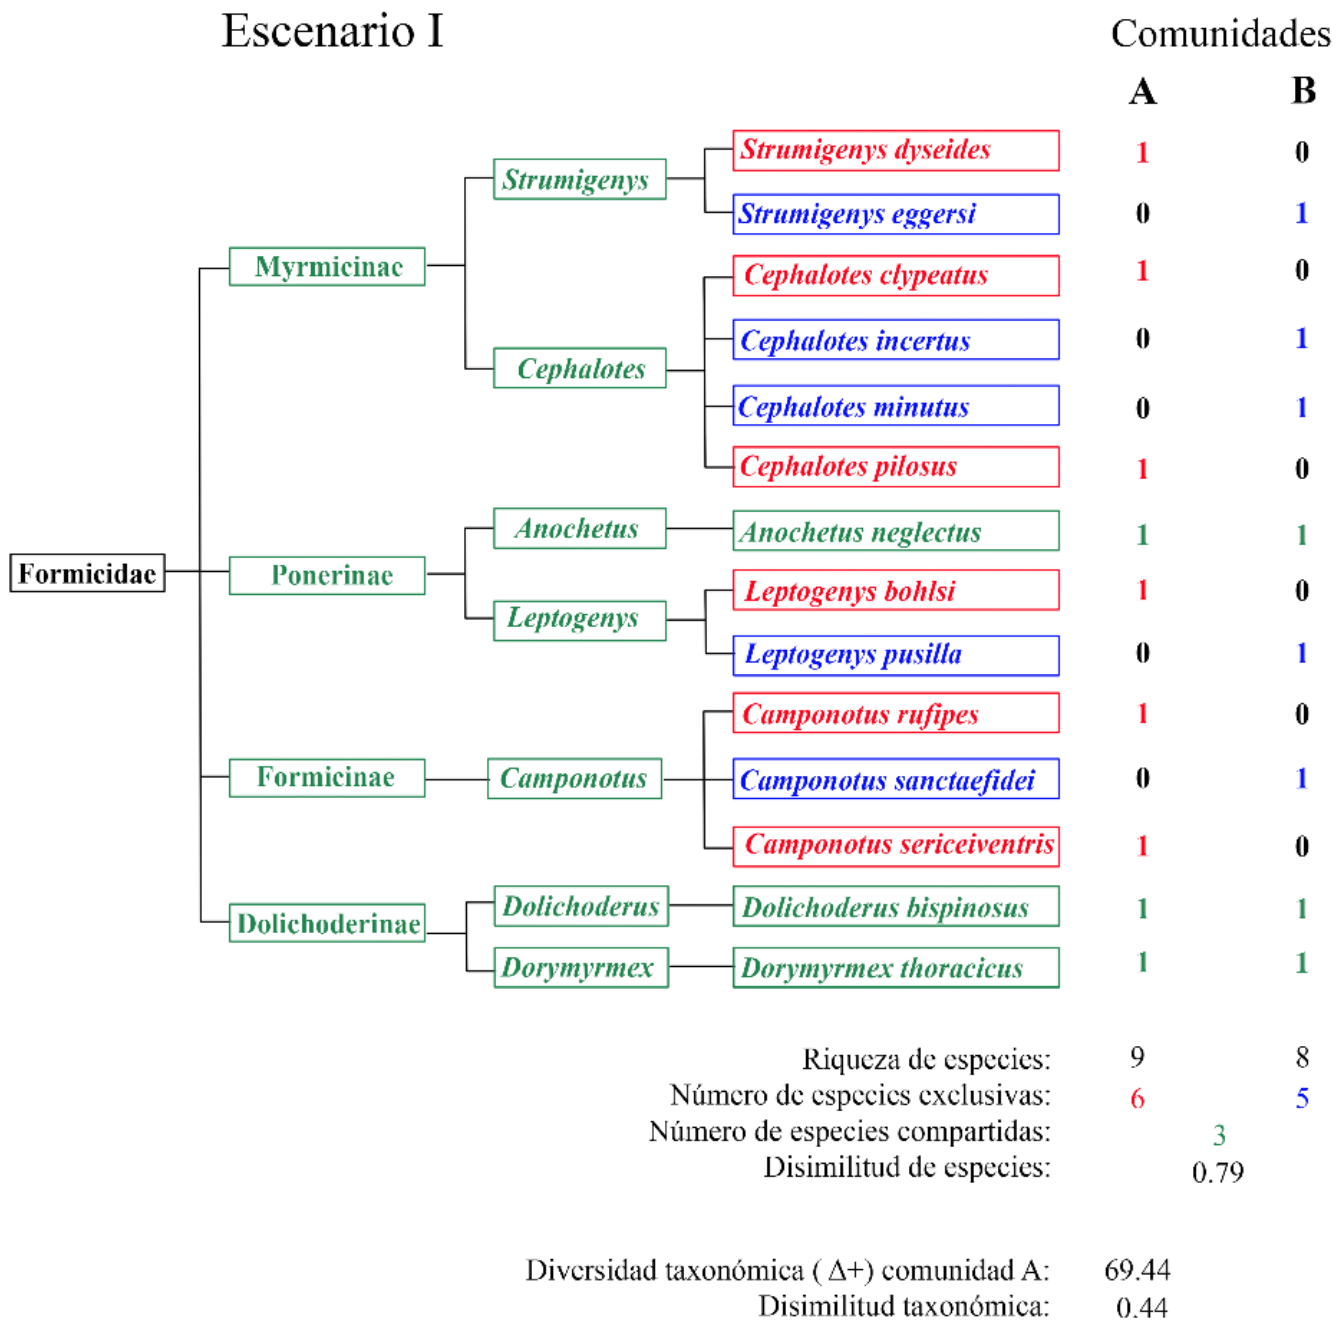 Escenario I
Comunidades
A B
Strumigenys dyseides 1 0
Strumigenys
Strumigenys eggersi 0 1
Myrmicinae
Cephalotes clypeatus 1 0
Cephalotes incertus 0 1
Cephalotes
Cephalotes minutus 0 1
Cephalotes pilosus 1 0
Anochetus Anochetus neglectus 1 1
Formicidae Ponerinae
Leptogenys bohlsi 1 0
Leptogenys
Leptogenys pusilla 0 1
Camponotus rufipes 1 0
Formicinae Camponotus Camponotus sanctaefidei 0 1
Camponotus sericeiventris 1 0
Dolichoderus Dolichoderus bispinosus 1 1
Dolichoderinae
Dorymyrmex Dorymyrmex thoracicus 1 1
Riqueza de especies: 9 8
Número de especies exclusivas: 6 5
Número de especies compartidas: 3
Disimilitud de especies: 0.79
Diversidad taxonómica ( Δ+) comunidad A: 69.44
Disimilitud taxonómica: 0.44